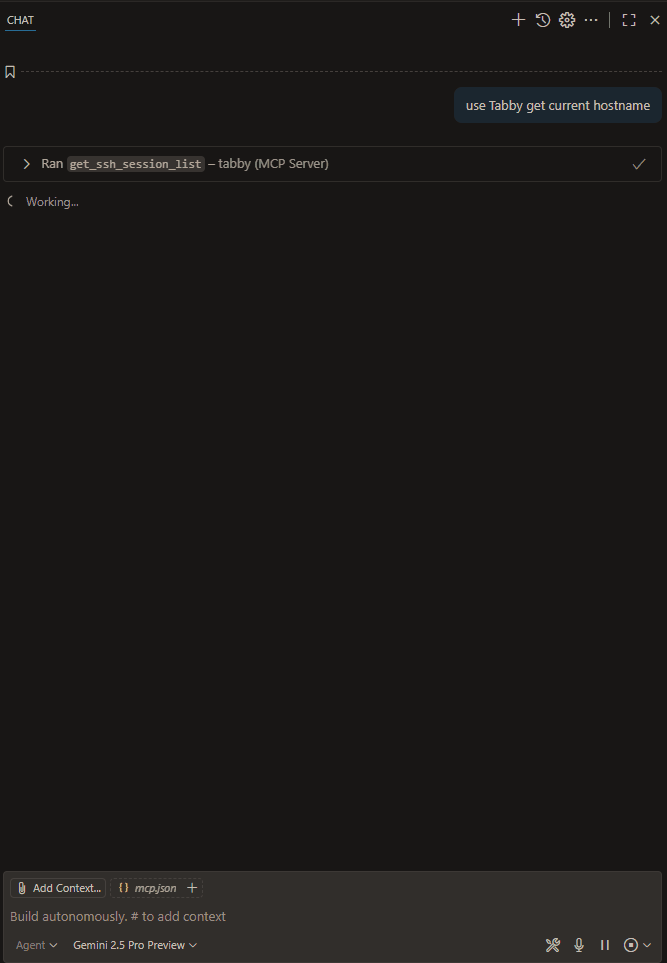 CHAT
use Tabby get current hostname
Ran get_ssh_session_list – tabby (MCP Server)
Working...
Add Context...
{} mcp.json
Build autonomously. # to add context
Agent
Gemini 2.5 Pro Preview